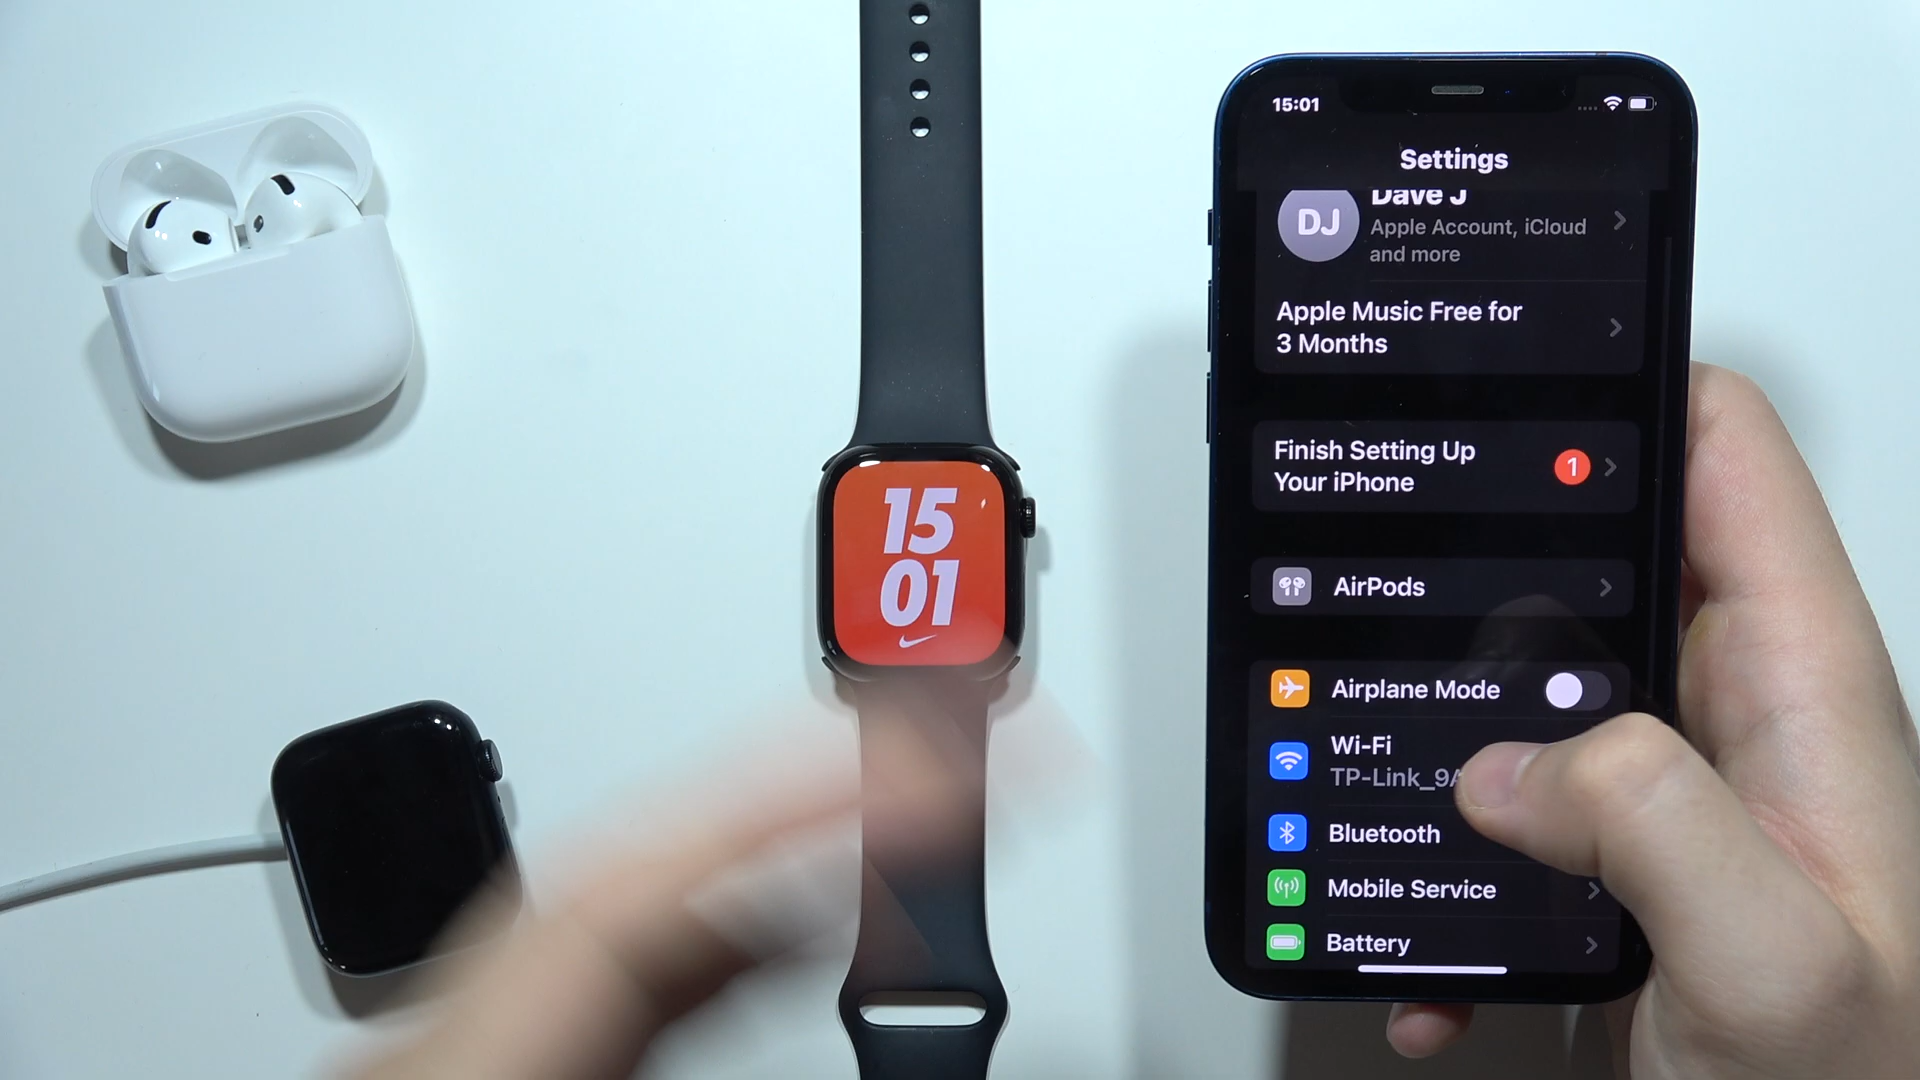 15
01
15:01
Settings
Dave J
DJ
Apple Account, iCloud
and more
Apple Music Free for
3 Months
Finish Setting Up
Your iPhone
1
AirPods
Airplane Mode
Wi-Fi
Bluetooth
Mobile Service
Battery